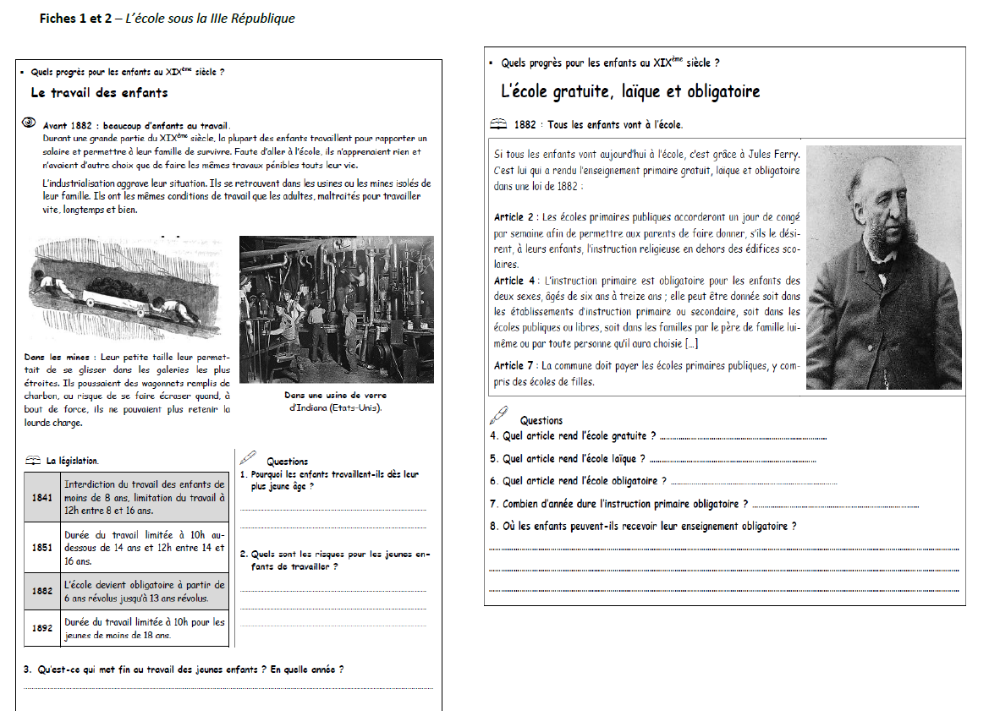 Fiches 1 et 2 – L’école sous la IIIe République
▪ Quels progrès pour les enfants au XIXème siècle ?
Le travail des enfants
Avant 1882 : beaucoup d'enfants au travail.
Durant une grande partie du XIXème siècle, la plupart des enfants travaillent pour rapporter un
salaire et permettre à leur famille de survivre. Faute d'aller à l'école, ils n'apprenaient rien et
n'avaient d'autre choix que de faire les mêmes travaux pénibles touts leur vie.
L'industrialisation aggrave leur situation. Ils se retrouvent dans les usines ou les mines isolés de
leur famille. Ils ont les mêmes conditions de travail que les adultes, maltraités pour travailler
vite, longtemps et bien.
Dans les mines : Leur petite taille leur permet-
tait de se glisser dans les galeries les plus
étroites. Ils poussaient des wagonnets remplis de
charbon, au risque de se faire écraser quand, à
bout de force, ils ne pouvaient plus retenir la
lourde charge.
Dans une usine de verre
d'Indiana (Etats-Unis).
La législation.
1841
Interdiction du travail des enfants de
moins de 8 ans, limitation du travail à
12h entre 8 et 16 ans.
1851
Durée du travail limitée à 10h au-
dessous de 14 ans et 12h entre 14 et
16 ans.
1882
L'école devient obligatoire à partir de
6 ans révolus jusqu'à 13 ans révolus.
1892
Durée du travail limitée à 10h pour les
jeunes de moins de 18 ans.
Questions
1. Pourquoi les enfants travaillent-ils dès leur
plus jeune âge ?
2. Quels sont les risques pour les jeunes en-
fants de travailler ?
3. Qu'est-ce qui met fin au travail des jeunes enfants ? En quelle année ?
▪ Quels progrès pour les enfants au XIXème siècle ?
L'école gratuite, laïque et obligatoire
1882 : Tous les enfants vont à l'école.
Si tous les enfants vont aujourd'hui à l'école, c'est grâce à Jules Ferry.
C'est lui qui a rendu l'enseignement primaire gratuit, laïque et obligatoire
dans une loi de 1882 :
Article 2 : Les écoles primaires publiques accorderont un jour de congé
par semaine afin de permettre aux parents de faire donner, s'ils le dési-
rent, à leurs enfants, l'instruction religieuse en dehors des édifices sco-
laires.
Article 4 : L'instruction primaire est obligatoire pour les enfants des
deux sexes, âgés de six ans à treize ans ; elle peut être donnée soit dans
les établissements d'instruction primaire ou secondaire, soit dans les
écoles publiques ou libres, soit dans les familles par le père de famille lui-
même ou par toute personne qu'il aura choisie [...]
Article 7 : La commune doit payer les écoles primaires publiques, y com-
pris des écoles de filles.
Questions
4. Quel article rend l'école gratuite ?
5. Quel article rend l'école laïque ?
6. Quel article rend l'école obligatoire ?
7. Combien d'année dure l'instruction primaire obligatoire ?
8. Où les enfants peuvent-ils recevoir leur enseignement obligatoire ?